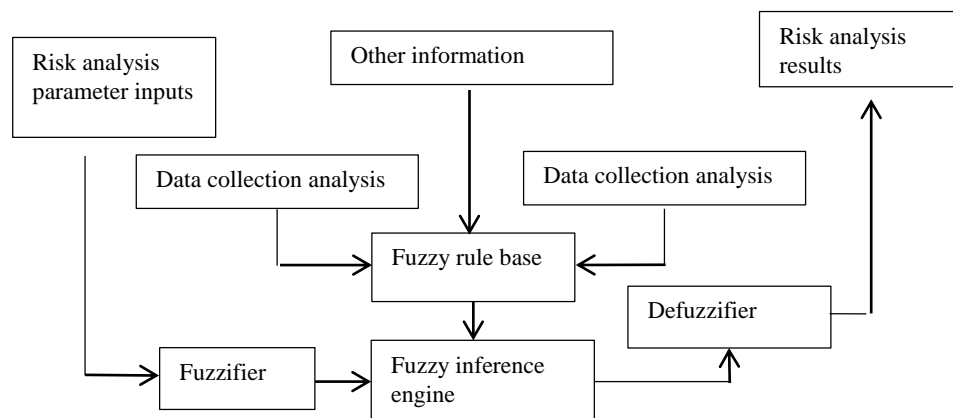 Risk analysis
parameter inputs
Other information
Risk analysis
results
Data collection analysis
Data collection analysis
Fuzzy rule base
Defuzzifier
Fuzzifier
Fuzzy inference
engine